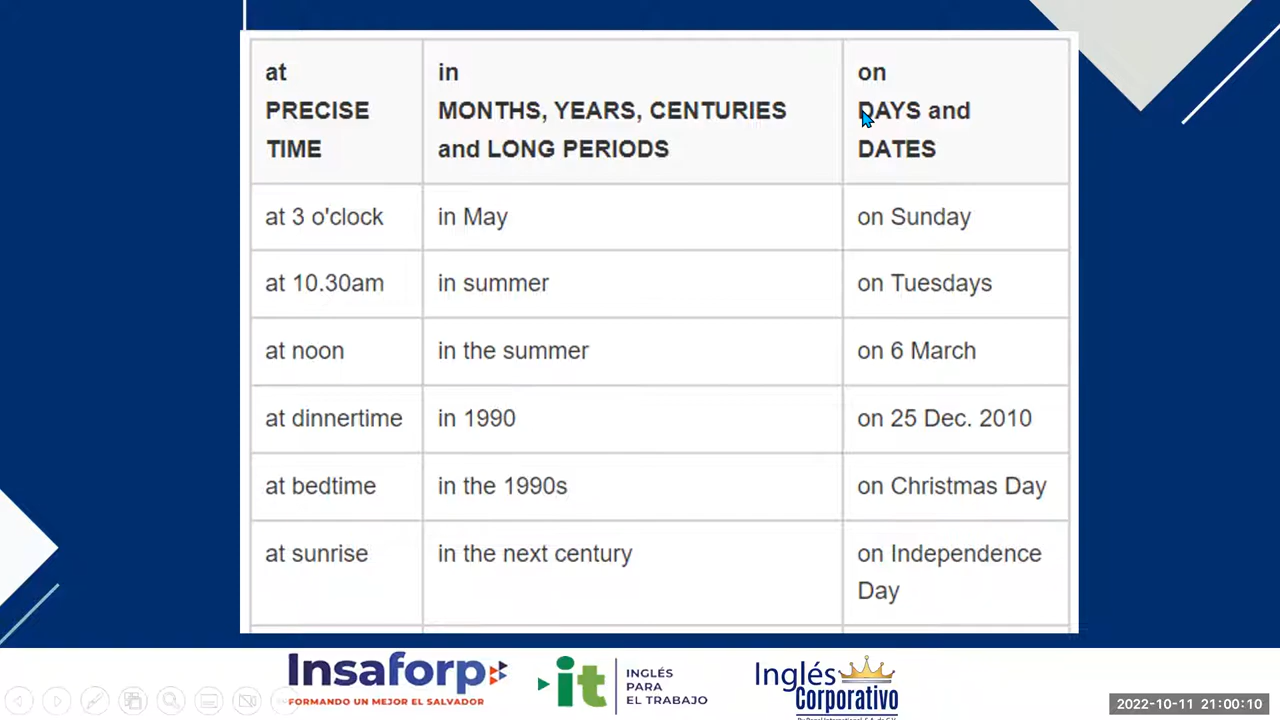 at
PRECISE
TIME
in
MONTHS, YEARS, CENTURIES
and LONG PERIODS
on
DAYS and
DATES
at 3 o'clock
in May
on Sunday
at 10.30am
in summer
on Tuesdays
at noon
in the summer
on 6 March
at dinnertime
in 1990
on 25 Dec. 2010
at bedtime
in the 1990s
on Christmas Day
at sunrise
in the next century
on Independence
Day
Insaforp
FORMANDO UN MEJOR EL SALVADOR
it
INGLÉS
PARA
EL TRABAJO
Inglés
Corporativo
2022-10-11 21:00:10